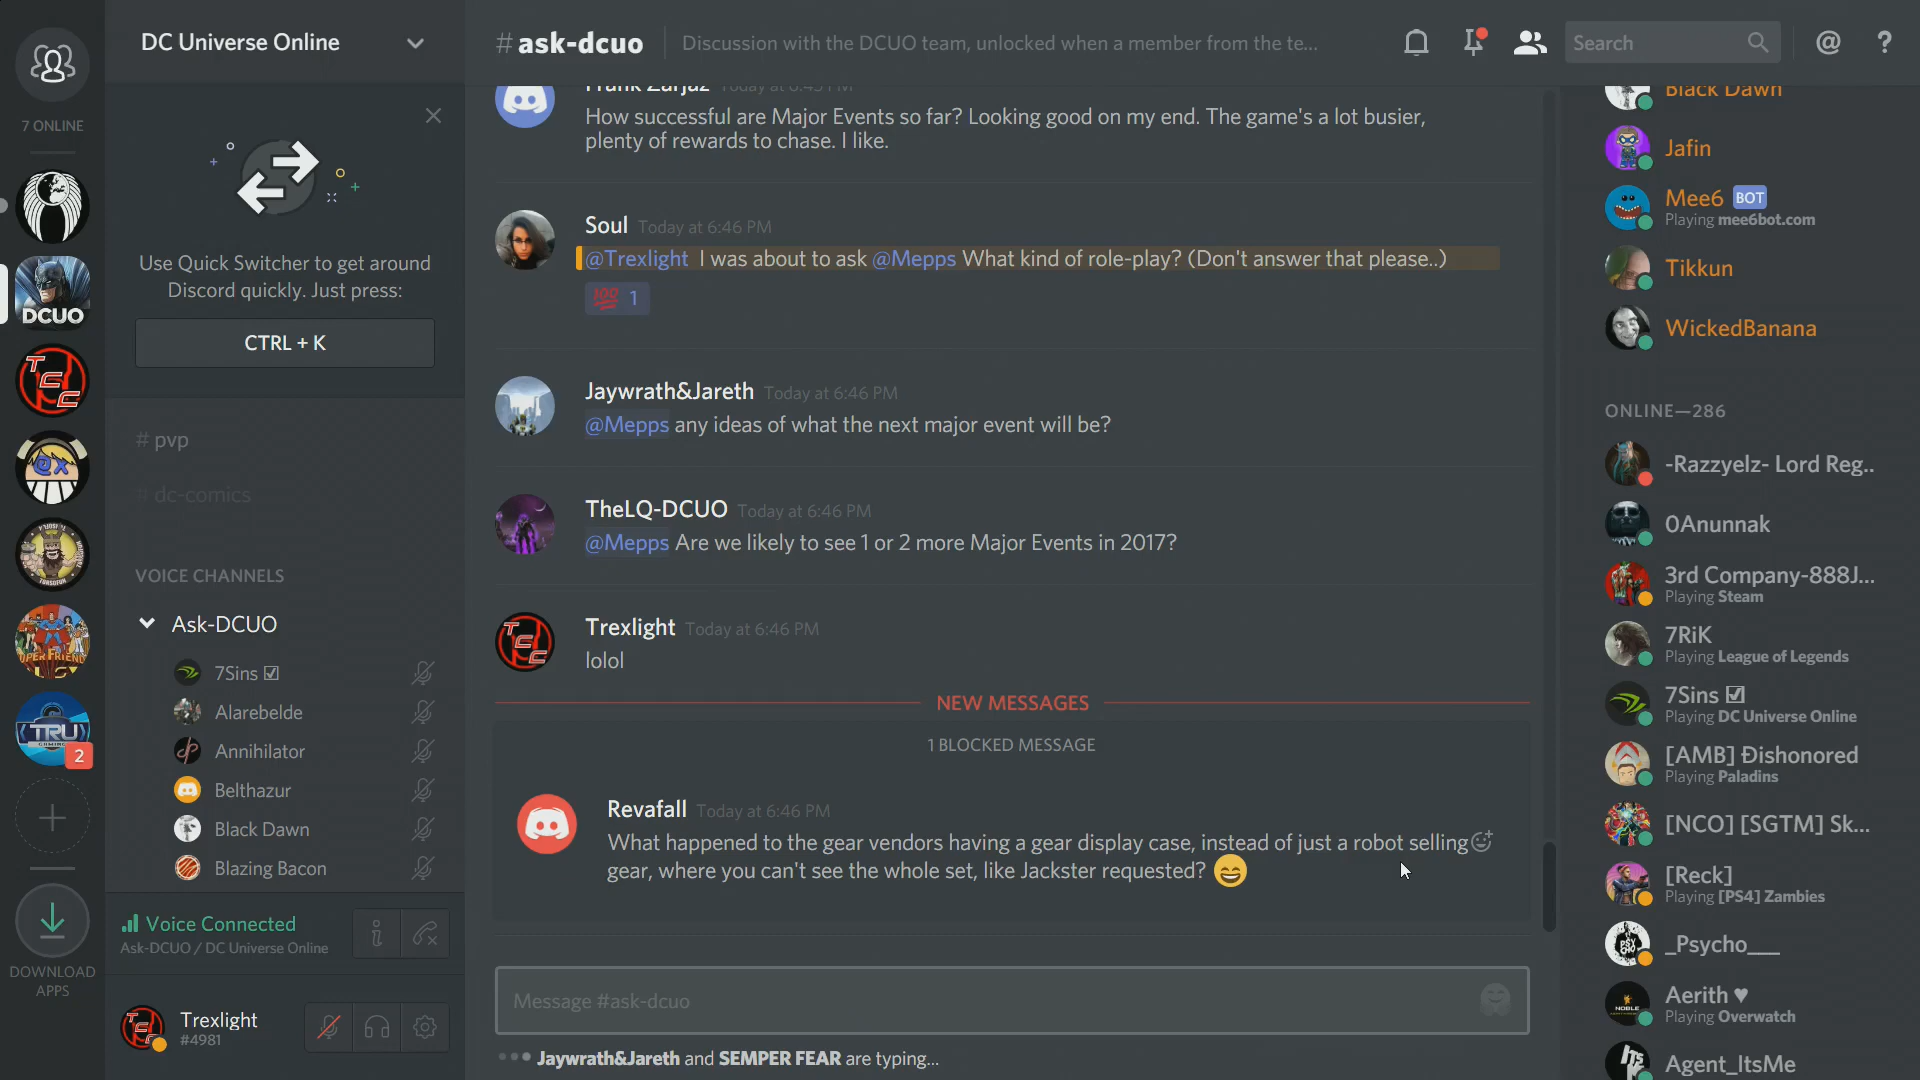 7 ONLINE
DCUO
TCC
TRU
2
DOWNLOAD
APPS
DC Universe Online
Use Quick Switcher to get around
Discord quickly. Just press:
CTRL + K
# pvp
# dc-comics
VOICE CHANNELS
Ask-DCUO
7Sins ☑
Alarebelde
Annihilator
Belthazur
Black Dawn
Blazing Bacon
Voice Connected
Ask-DCUO / DC Universe Online
Trexlight
#4981
#ask-dcuo
Discussion with the DCUO team, unlocked when a member from the te...
Search
Frank Zarjaz Today at 6:45 PM
How successful are Major Events so far? Looking good on my end. The game's a lot busier,
plenty of rewards to chase. I like.
Soul Today at 6:46 PM
@Trexlight I was about to ask @Mepps What kind of role-play? (Don't answer that please..)
💯 1
Jaywrath&Jareth Today at 6:46 PM
@Mepps any ideas of what the next major event will be?
TheLQ-DCUO Today at 6:46 PM
@Mepps Are we likely to see 1 or 2 more Major Events in 2017?
Trexlight Today at 6:46 PM
lolol
NEW MESSAGES
1 BLOCKED MESSAGE
Revafall Today at 6:46 PM
What happened to the gear vendors having a gear display case, instead of just a robot selling
gear, where you can't see the whole set, like Jackster requested? 😄
Message #ask-dcuo
Jaywrath&Jareth and SEMPER FEAR are typing...
Black Dawn
Jafin
Mee6 BOT
Playing mee6bot.com
Tikkun
WickedBanana
ONLINE—286
-Razzyelz- Lord Reg..
0Anunnak
3rd Company-888J...
Playing Steam
7RiK
Playing League of Legends
7Sins ☑
Playing DC Universe Online
[AMB] Ðishonored
Playing Paladins
[NCO] [SGTM] Sk...
[Reck]
Playing [PS4] Zambies
_Psycho___
Aerith ♥
Playing Overwatch
Agent_ItsMe